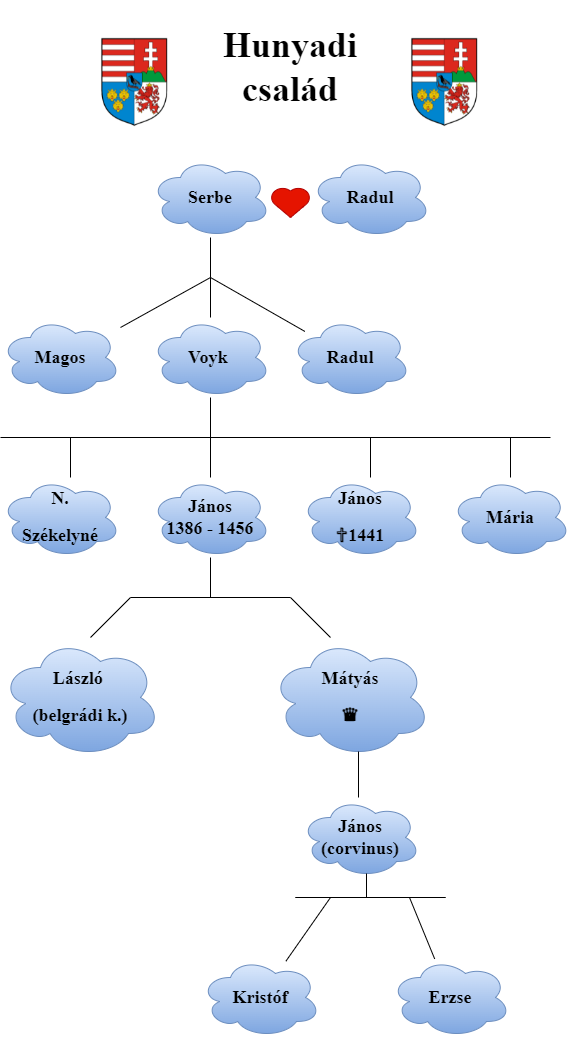 Hunyadi
család
Serbe
Radul
Magos
Voyk
Radul
N.
Székelyné
János
1386 - 1456
János
✝1441
Mária
László
(belgrádi k.)
Mátyás
♛
János
(corvinus)
Kristóf
Erzse